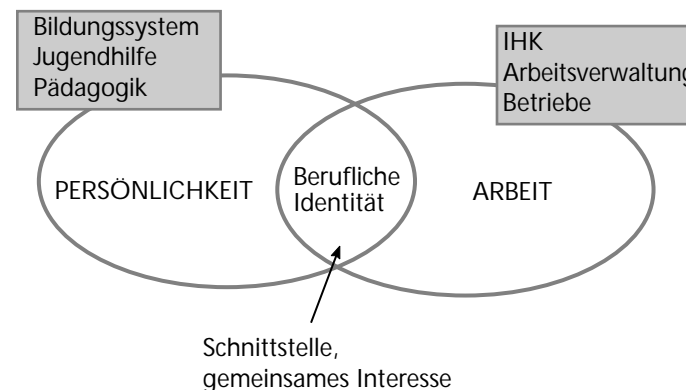 Bildungssystem
Jugendhilfe
Pädagogik
IHK
Arbeitsverwaltung
Betriebe
PERSÖNLICHKEIT
Berufliche
Identität
ARBEIT
Schnittstelle,
gemeinsames Interesse